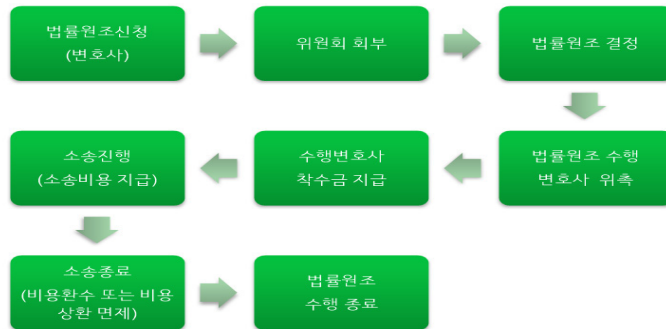 법률원조신청
(변호사)
위원회 회부
법률원조 결정
법률원조 수행
변호사 위촉
수행변호사
착수금 지급
소송진행
(소송비용 지급)
소송종료
(비용환수 또는 비용
상환 면제)
법률원조
수행 종료